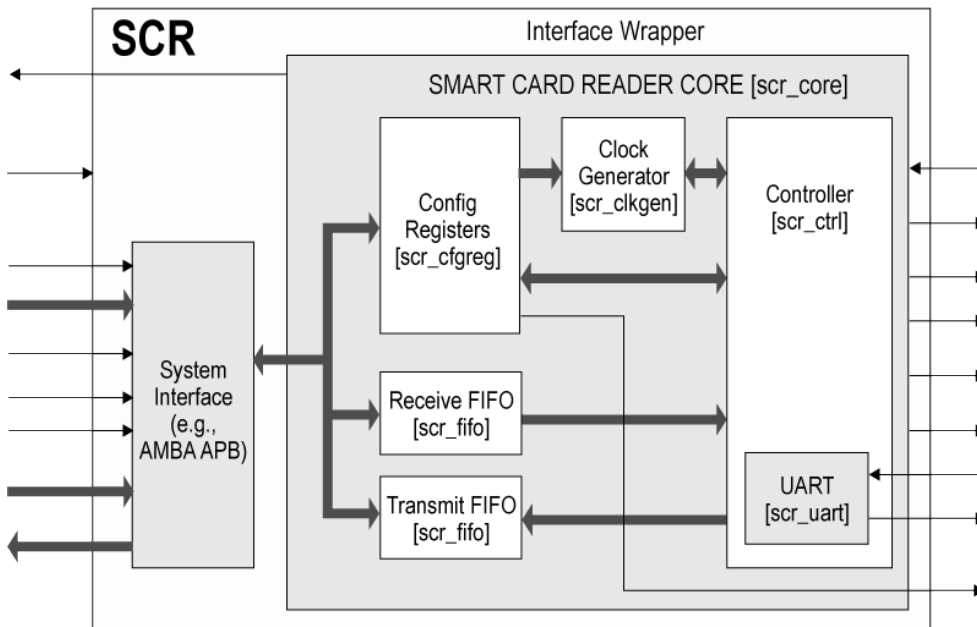 SCR
Interface Wrapper
SMART CARD READER CORE [scr_core]
Config
Registers
[scr_cfgreg]
Clock
Generator
[scr_clkgen]
Controller
[scr_ctrl]
System
Interface
(e.g.,
AMBA APB)
Receive FIFO
[scr_fifo]
Transmit FIFO
[scr_fifo]
UART
[scr_uart]